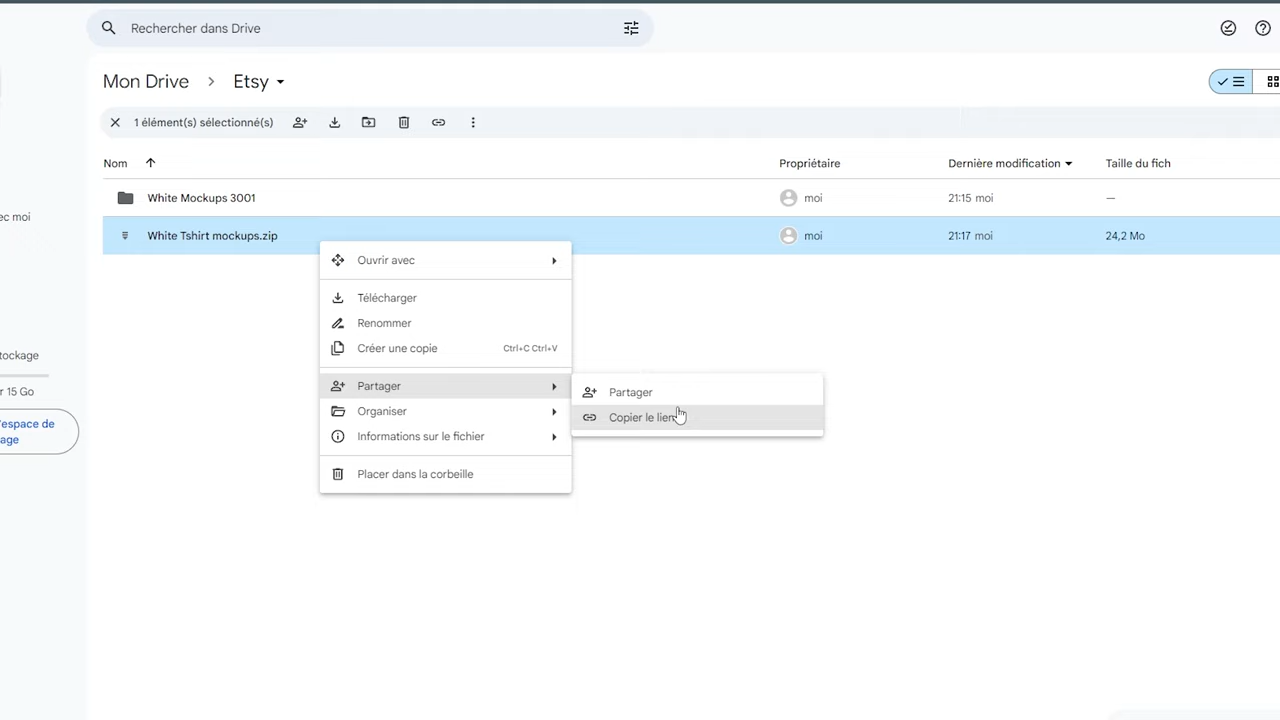 Rechercher dans Drive
Mon Drive > Etsy
1 élément(s) sélectionné(s)
Nom Propriétaire Dernière modification Taille du fich
White Mockups 3001 moi 21:15 moi —
ec moi
White Tshirt mockups.zip moi 21:17 moi 24,2 Mo
Ouvrir avec
Télécharger
Renommer
Créer une copie Ctrl+C Ctrl+V
tockage
Partager
Partager
r 15 Go
Organiser
Copier le lien
'espace de
age
Informations sur le fichier
Placer dans la corbeille